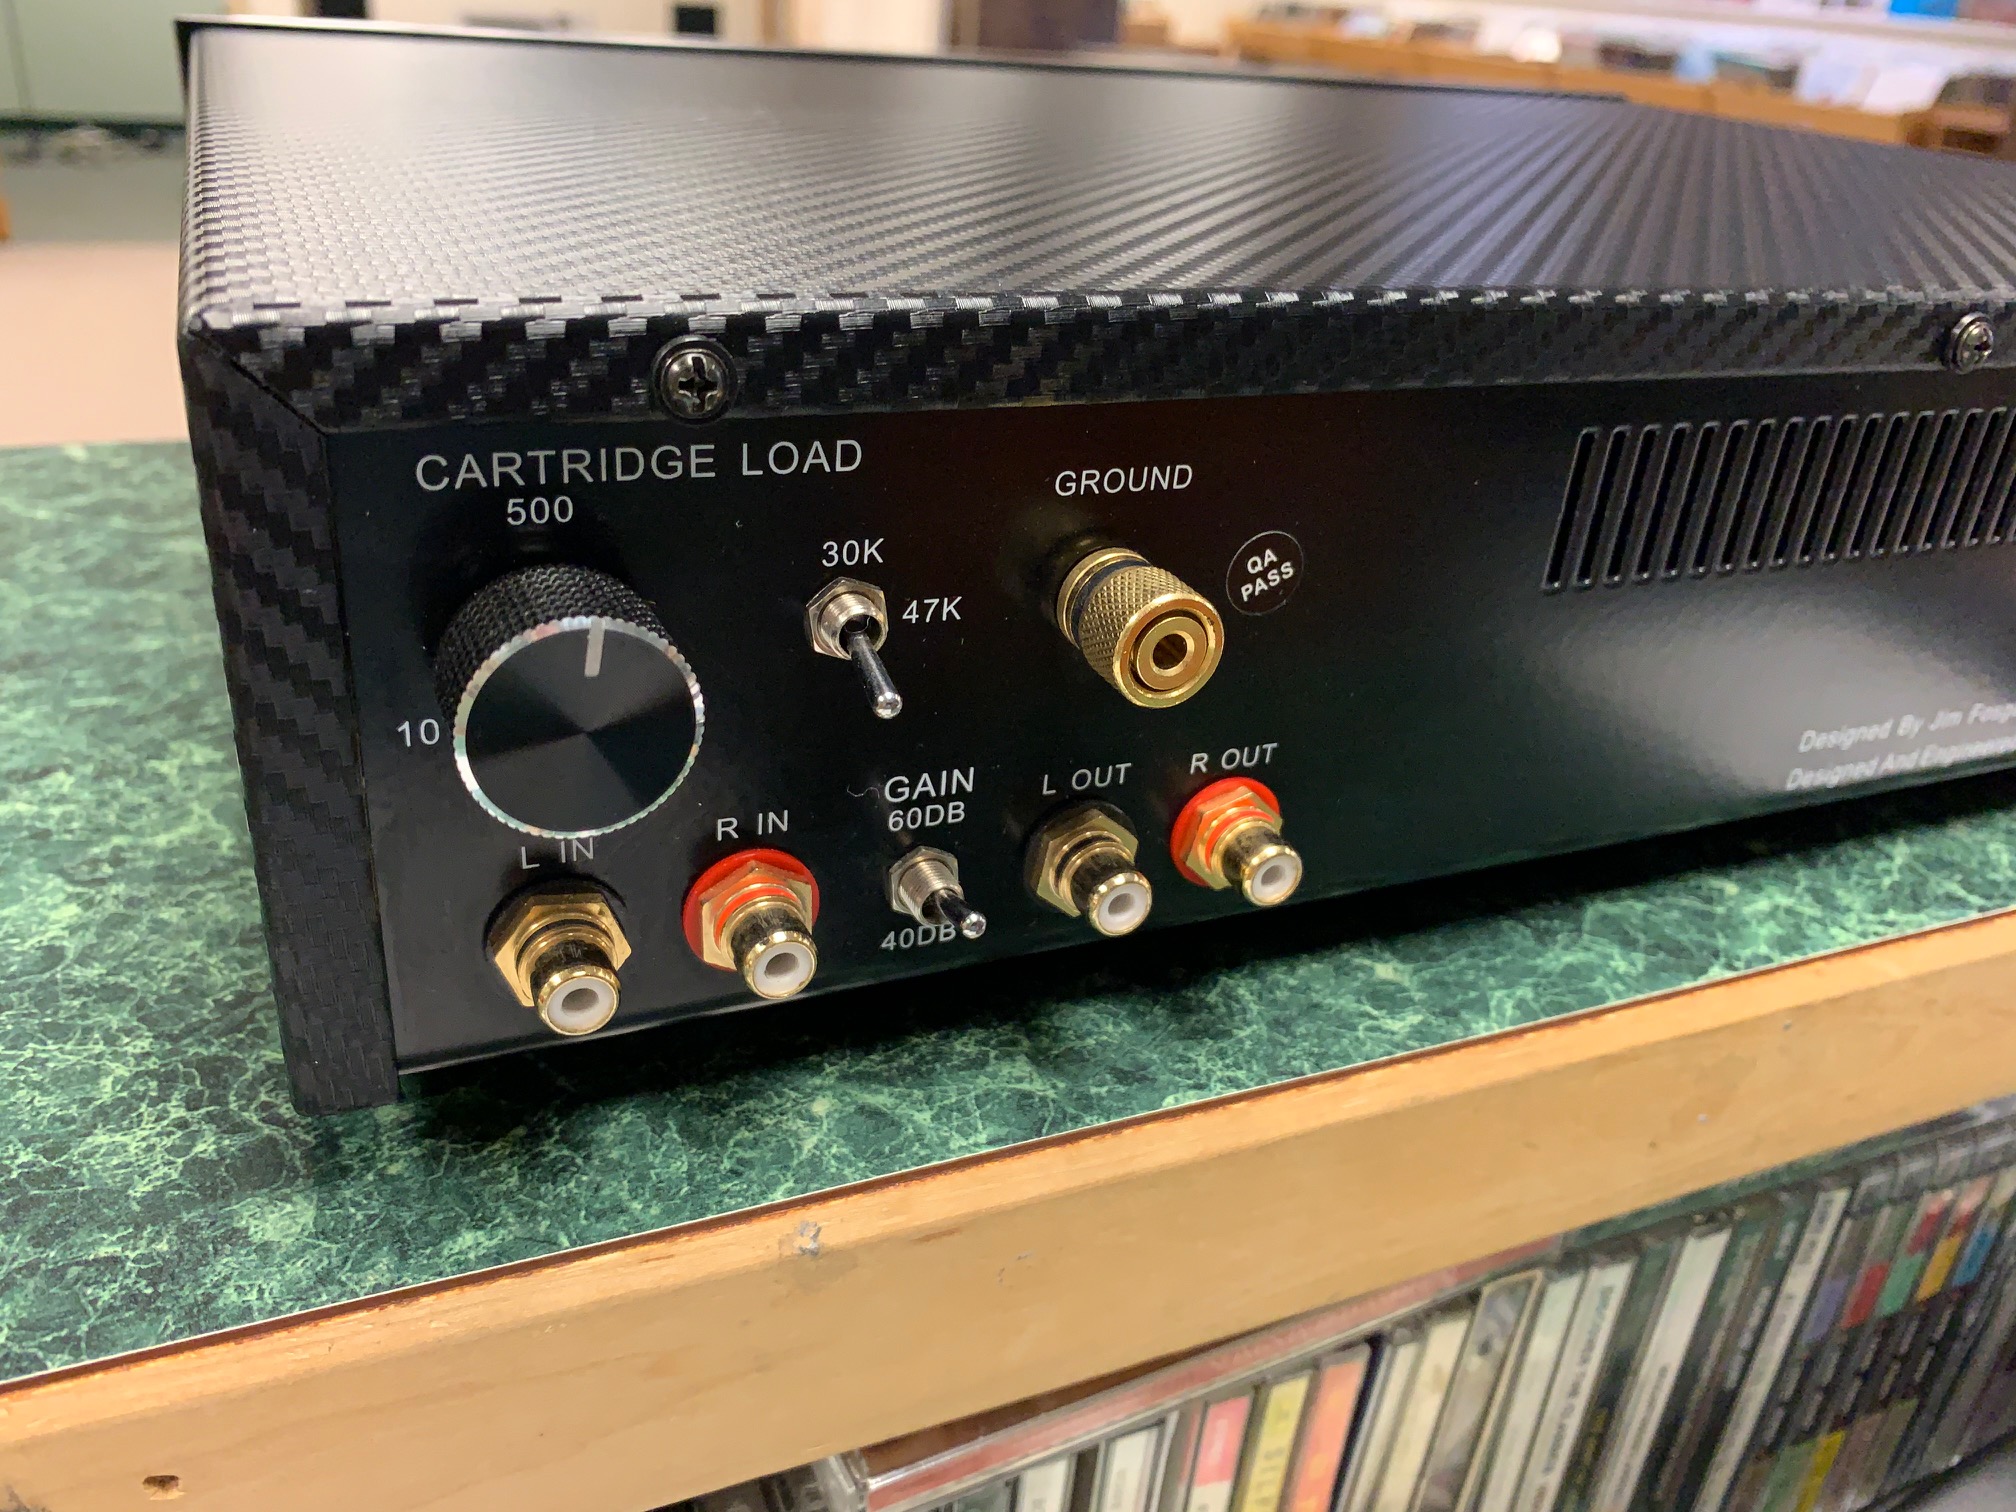 CARTRIDGE LOAD
500
10
30K
47K
GROUND
QA
PASS
L IN
R IN
GAIN
60DB
40DB
L OUT
R OUT
Designed By Jim
Designed And